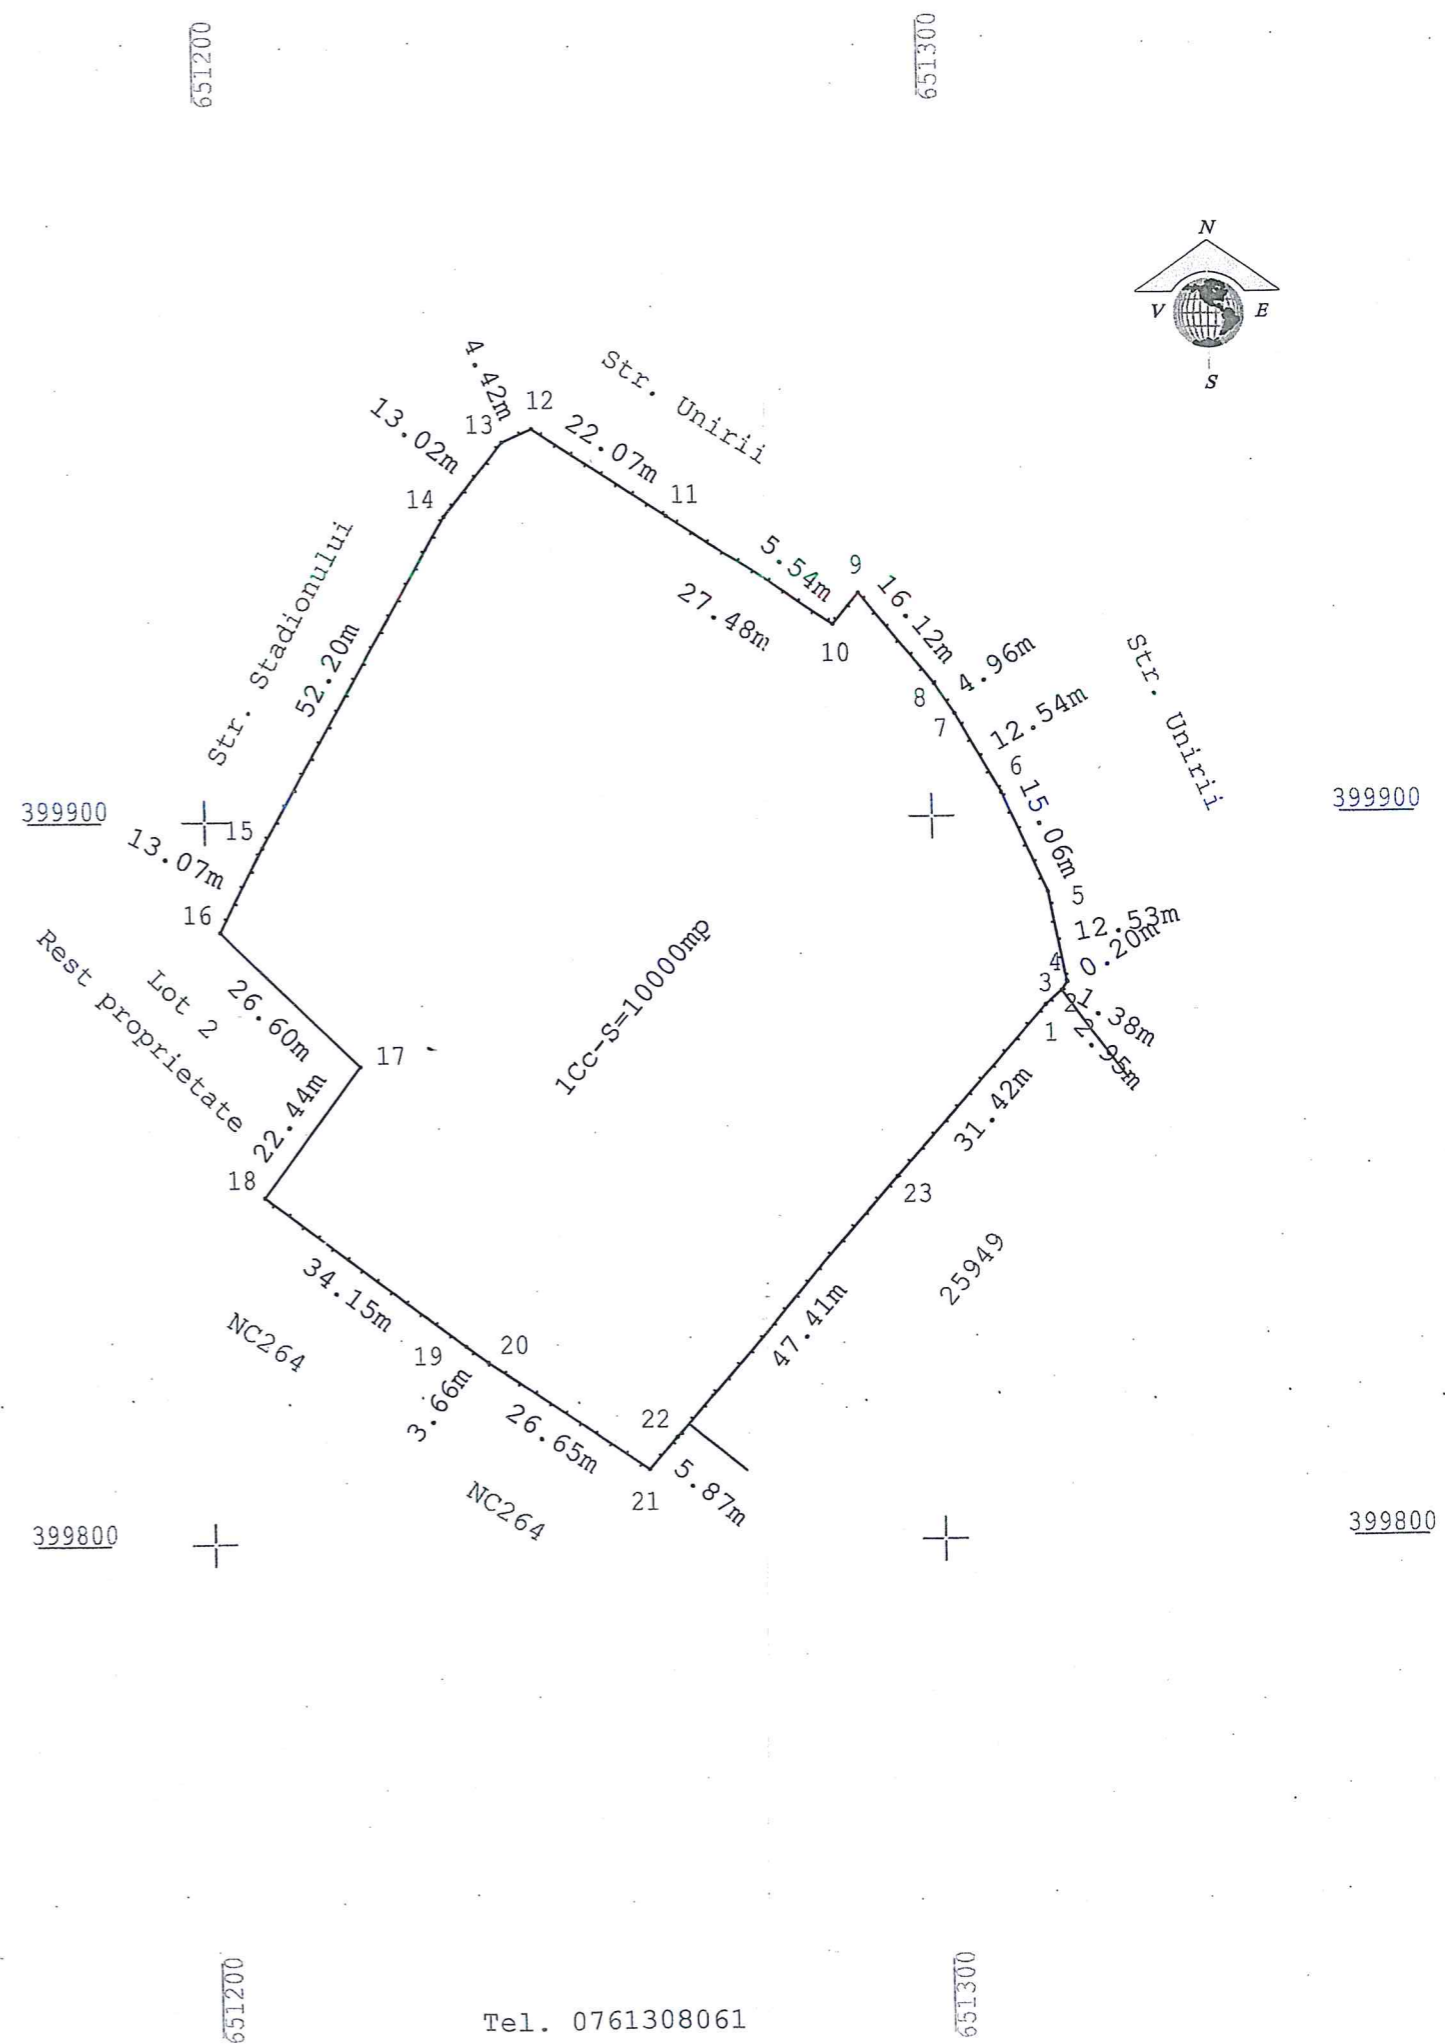 651200
651300
N
V
E
S
Str. Unirii
4.42m
12
13
13.02m
22.07m
14
11
Str. Stadionului
5.54m
9
16.12m
27.48m
10
52.20m
4.96m
8
7
12.54m
Str. Unirii
6
399900
399900
15
15.06m
13.07m
16
5
12.53m
0.20m
4
3
2
1.38m
2.95m
1
Rest proprietate
Lot 2
26.60m
17
1Cc-S=10000mp
22.44m
31.42m
18
23
25949
34.15m
NC264
47.41m
19
20
3.66m
26.65m
22
5.87m
21
NC264
399800
399800
651200
651300
Tel. 0761308061